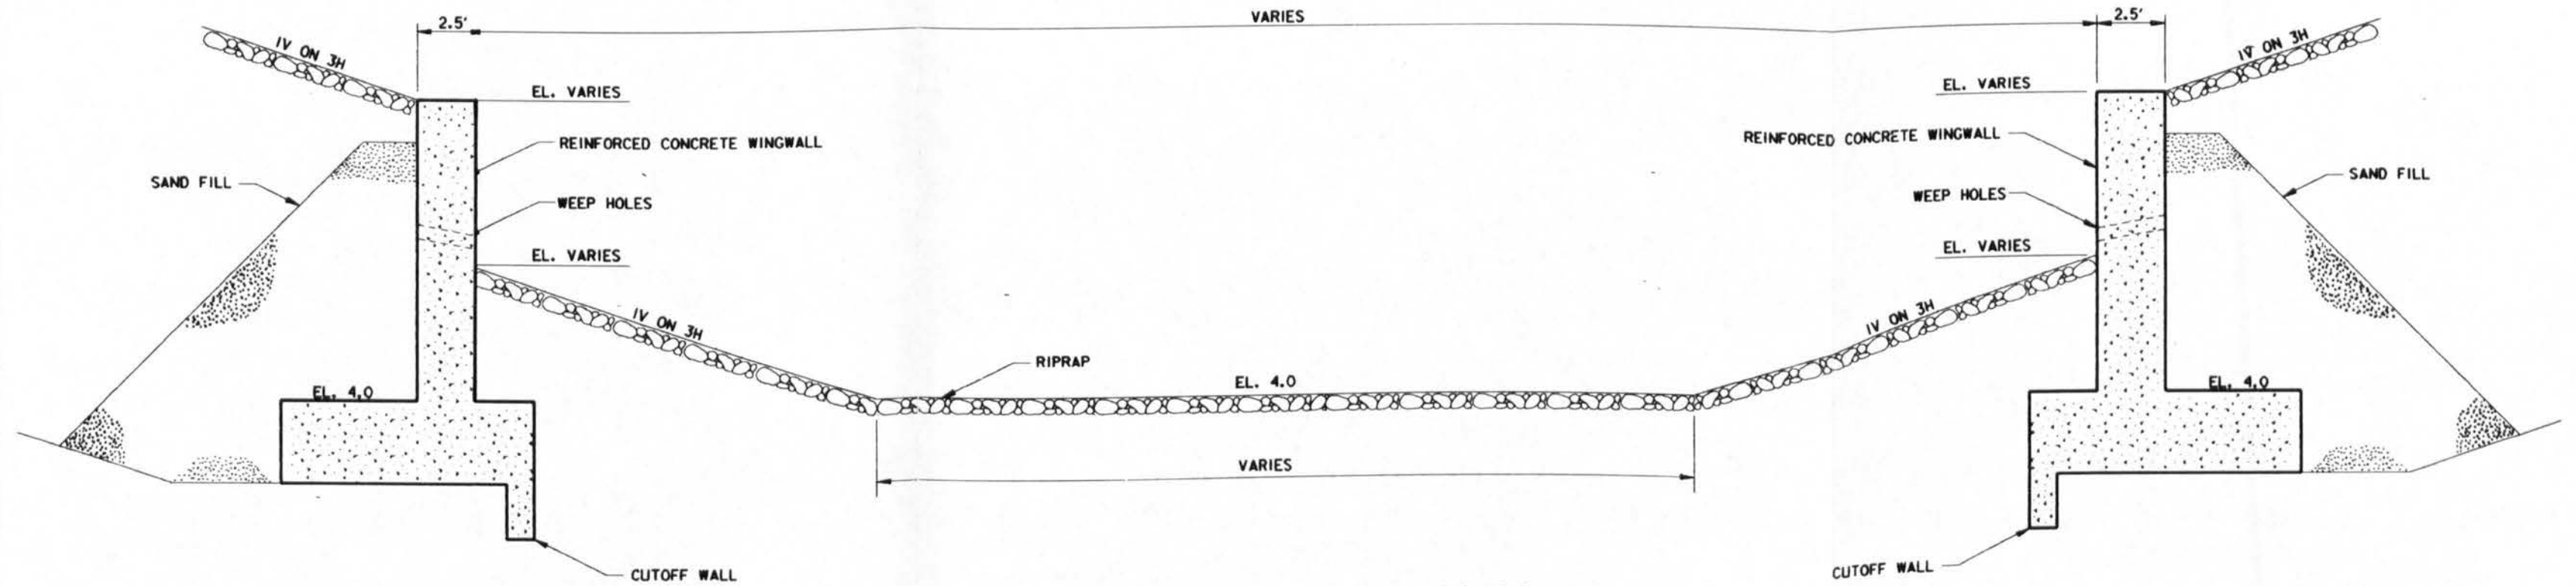 2.5'
VARIES
2.5'
1V ON 3H
1V ON 3H
EL. VARIES
EL. VARIES
REINFORCED CONCRETE WINGWALL
REINFORCED CONCRETE WINGWALL
SAND FILL
SAND FILL
WEEP HOLES
WEEP HOLES
EL. VARIES
EL. VARIES
1V ON 3H
1V ON 3H
RIPRAP
EL. 4.0
EL. 4.0
EL. 4.0
VARIES
CUTOFF WALL
CUTOFF WALL